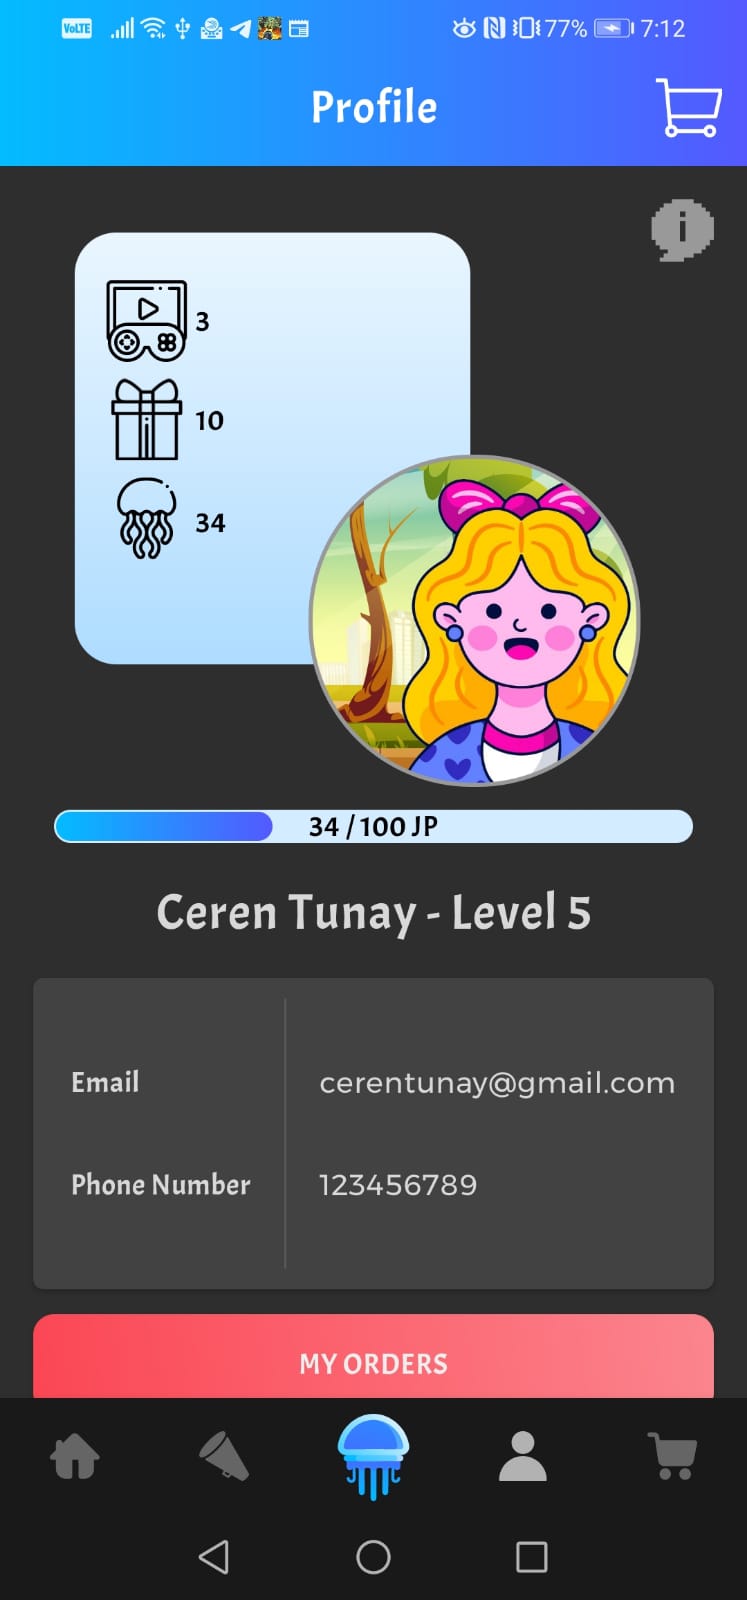 VoLTE 77% 7:12
Profile
i
3
10
34
34 / 100 JP
Ceren Tunay - Level 5
Email cerentunay@gmail.com
Phone Number 123456789
MY ORDERS